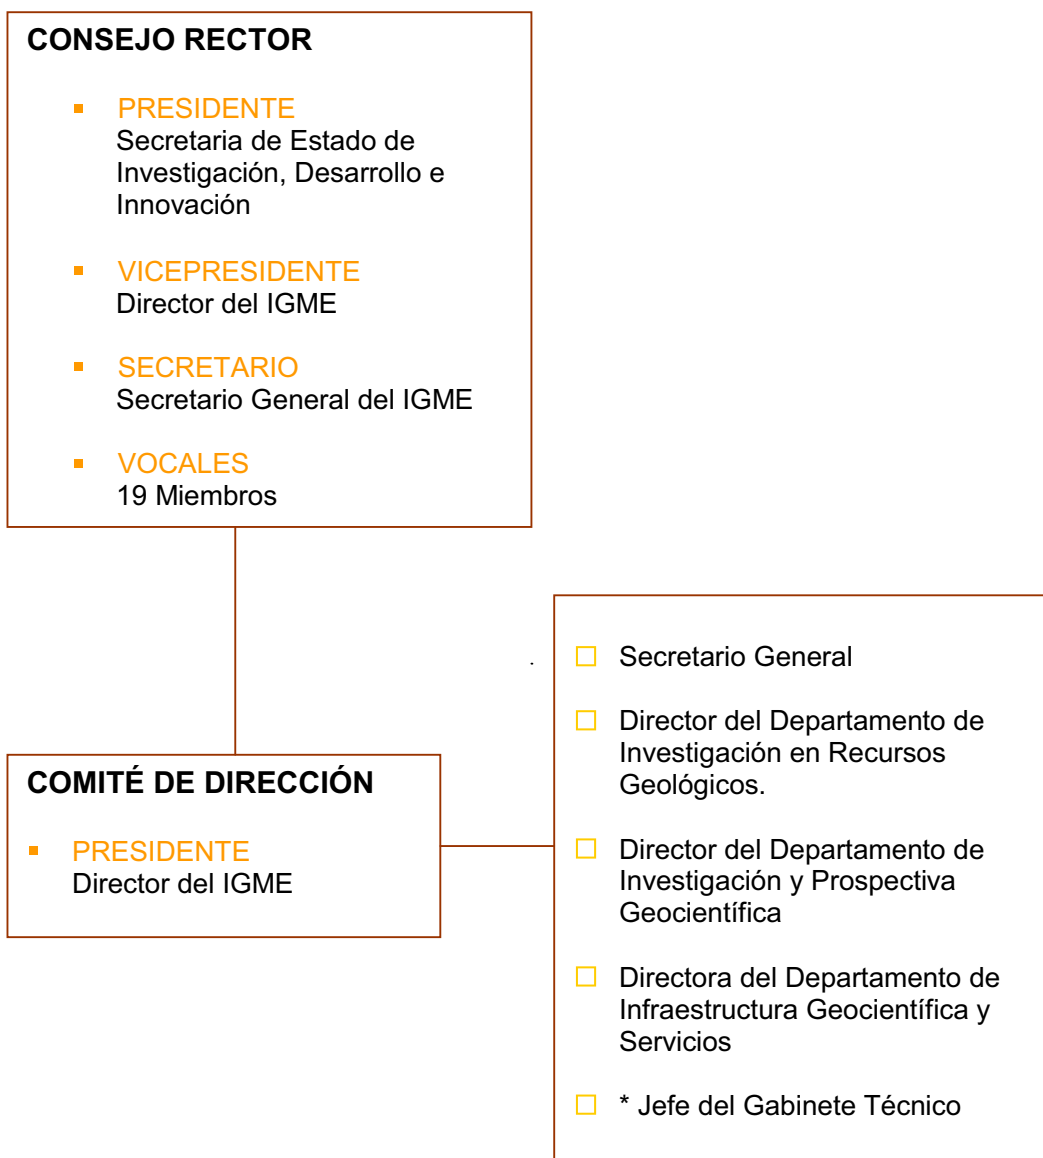 CONSEJO RECTOR
▪ PRESIDENTE
Secretaria de Estado de
Investigación, Desarrollo e
Innovación
▪ VICEPRESIDENTE
Director del IGME
▪ SECRETARIO
Secretario General del IGME
▪ VOCALES
19 Miembros
COMITÉ DE DIRECCIÓN
▪ PRESIDENTE
Director del IGME
.
□ Secretario General
□ Director del Departamento de
Investigación en Recursos
Geológicos.
□ Director del Departamento de
Investigación y Prospectiva
Geocientífica
□ Directora del Departamento de
Infraestructura Geocientífica y
Servicios
□ * Jefe del Gabinete Técnico